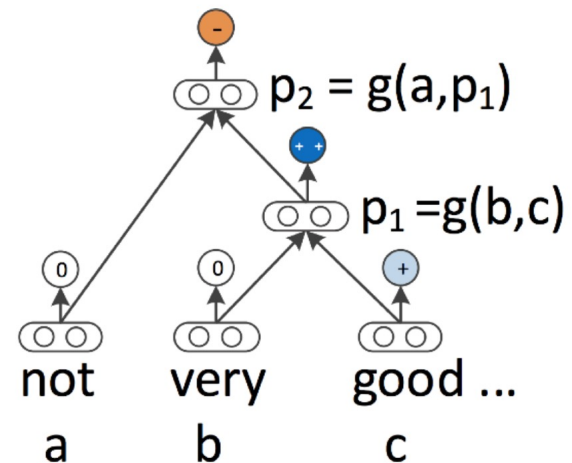 -
p₂ = g(a,p₁)
+ +
p₁ =g(b,c)
0 0 +
not very good ...
a b c